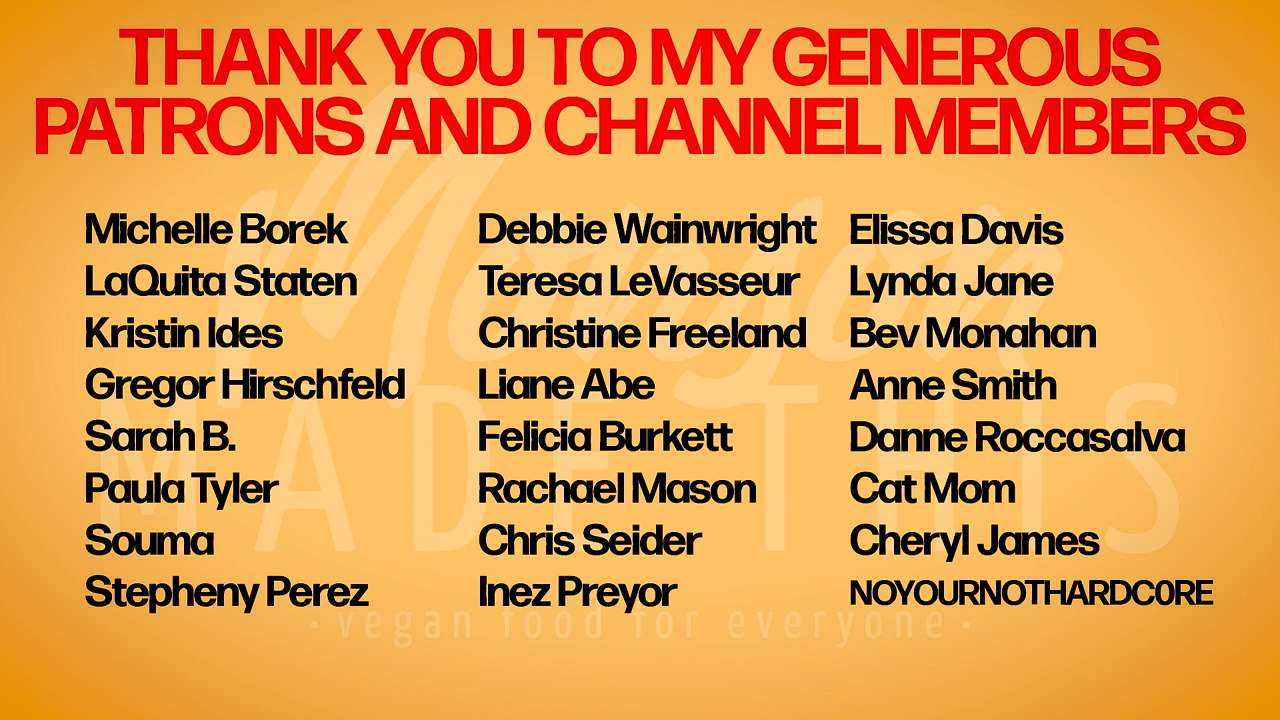 THANK YOU TO MY GENEROUS
PATRONS AND CHANNEL MEMBERS
Michelle Borek
LaQuita Staten
Kristin Ides
Gregor Hirschfeld
Sarah B.
Paula Tyler
Souma
Stepheny Perez
Debbie Wainwright
Teresa LeVasseur
Christine Freeland
Liane Abe
Felicia Burkett
Rachael Mason
Chris Seider
Inez Preyor
Elissa Davis
Lynda Jane
Bev Monahan
Anne Smith
Danne Roccasalva
Cat Mom
Cheryl James
NOYOURNOTHARDC0RE
Monson
MADE THIS
· vegan food for everyone ·